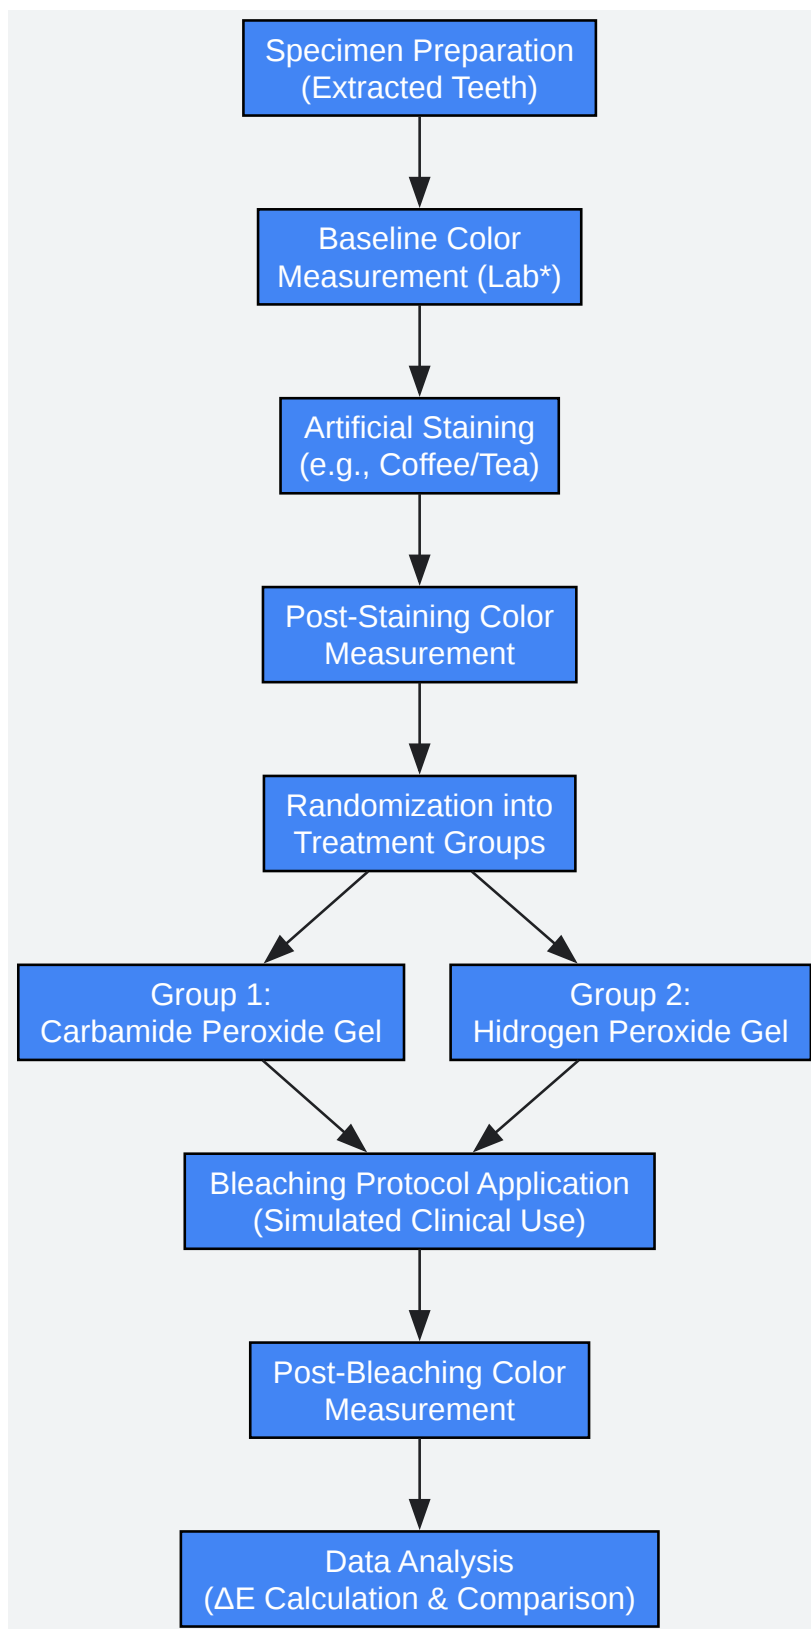 Specimen Preparation
(Extracted Teeth)
Baseline Color
Measurement (Lab*)
Artificial Staining
(e.g., Coffee/Tea)
Post-Staining Color
Measurement
Randomization into
Treatment Groups
Group 1:
Carbamide Peroxide Gel
Group 2:
Hidrogen Peroxide Gel
Bleaching Protocol Application
(Simulated Clinical Use)
Post-Bleaching Color
Measurement
Data Analysis
(ΔE Calculation & Comparison)